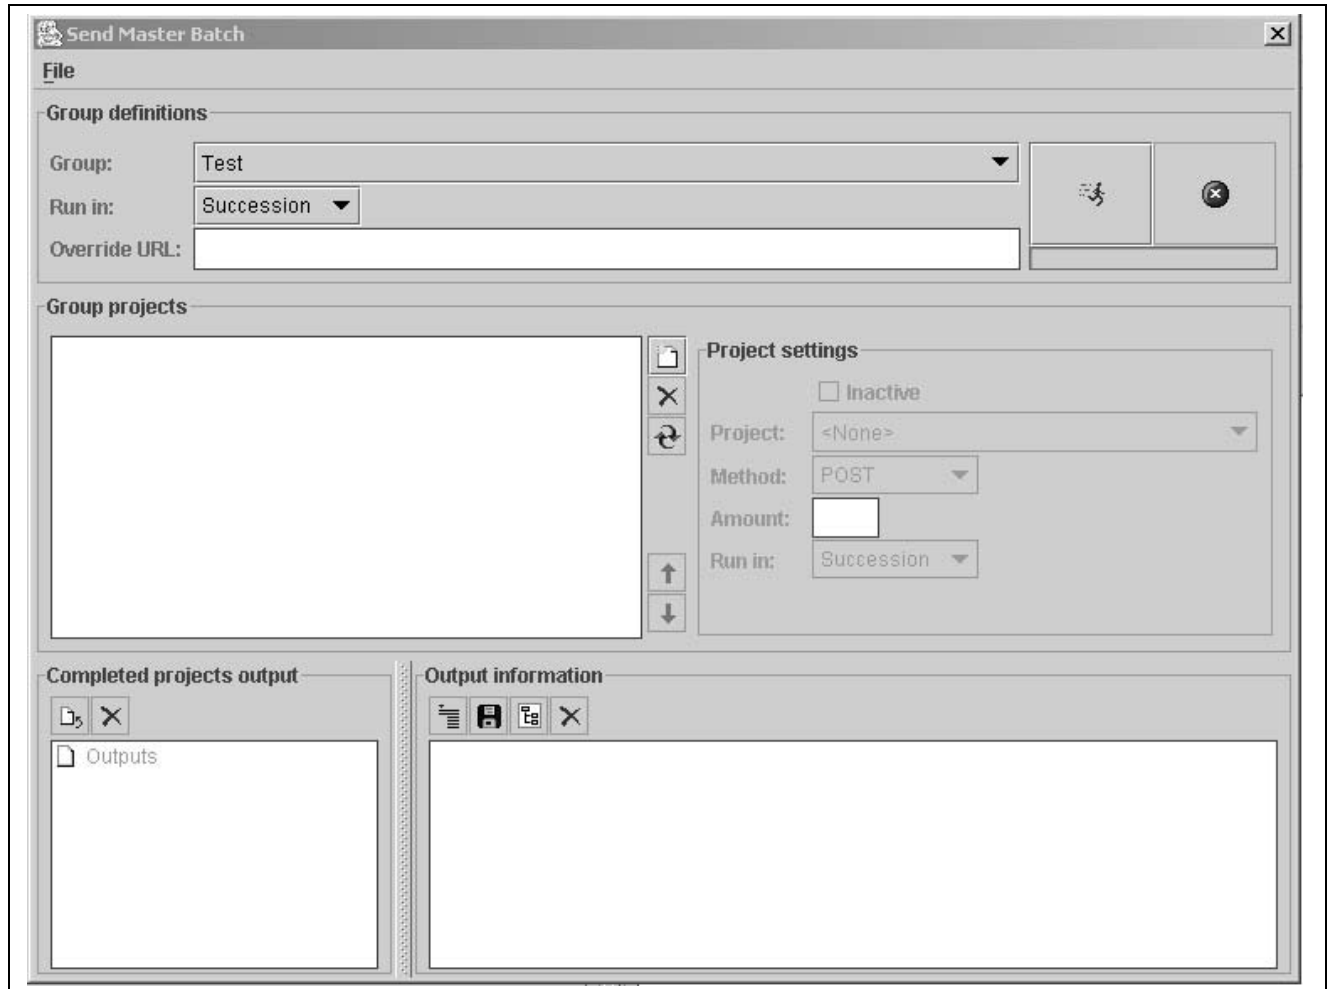 Send Master Batch
File
Group definitions
Group: Test
Run in: Succession
Override URL:
Group projects
Project settings
Inactive
Project: <None>
Method: POST
Amount:
Run in: Succession
Completed projects output
Output information
Outputs